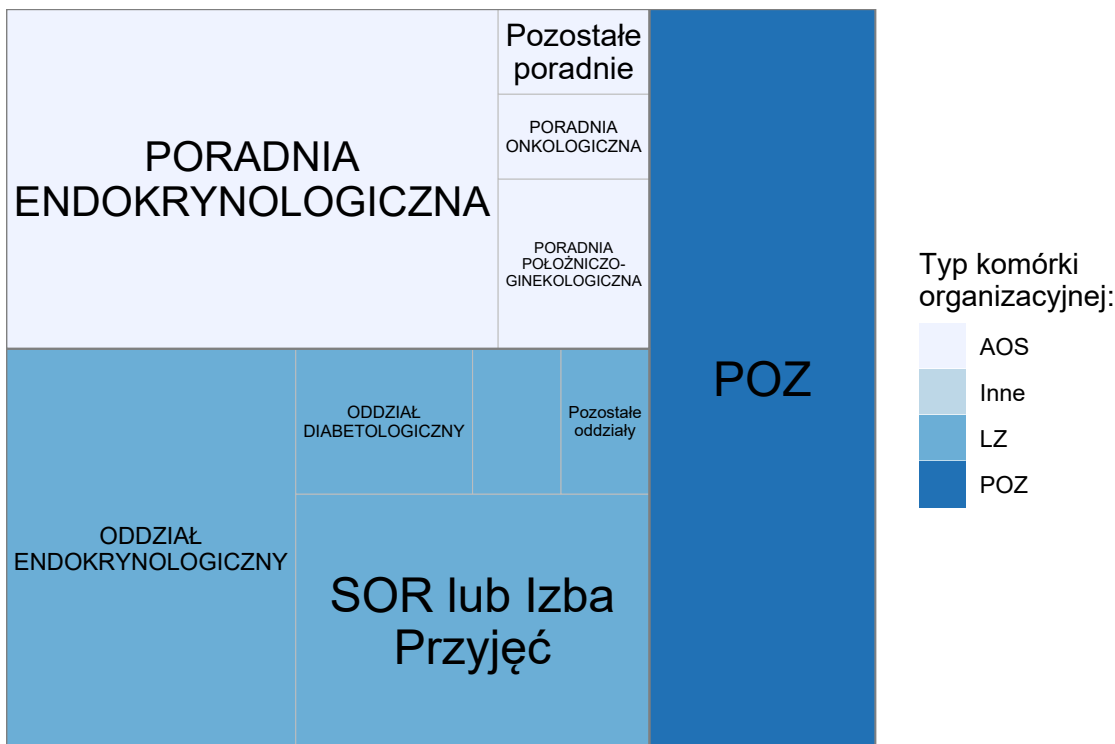 PORADNIA
ENDOKRYNOLOGICZNA
Pozostałe
poradnie
PORADNIA
ONKOLOGICZNA
PORADNIA
POŁOŻNICZO-
GINEKOLOGICZNA
ODDZIAŁ
ENDOKRYNOLOGICZNY
ODDZIAŁ
DIABETOLOGICZNY
Pozostałe
oddziały
SOR lub Izba
Przyjęć
POZ
Typ komórki
organizacyjnej:
AOS
Inne
LZ
POZ